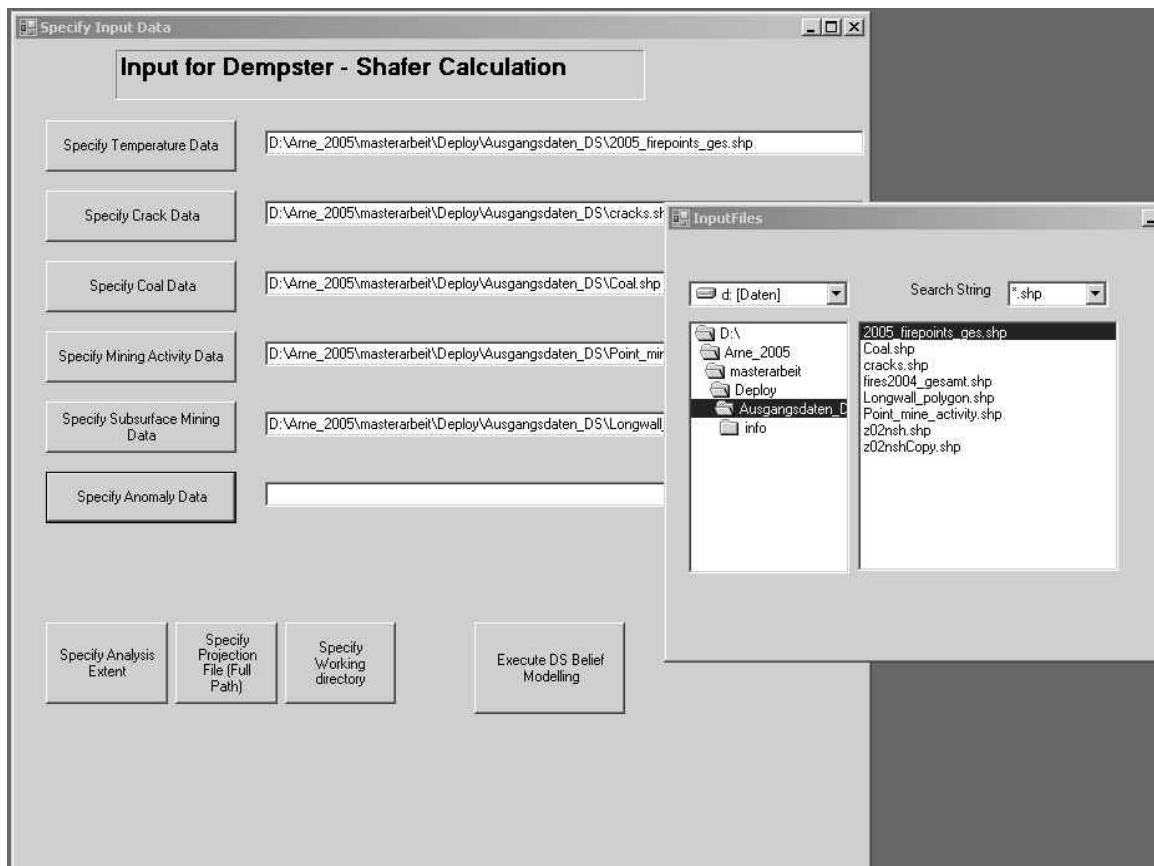 Specify Input Data
Input for Dempster - Shafer Calculation
Specify Temperature Data
D:\Arne_2005\masterarbeit\Deploy\Ausgangsdaten_DS\2005_firepoints_ges.shp
Specify Crack Data
D:\Arne_2005\masterarbeit\Deploy\Ausgangsdaten_DS\cracks.sh
Specify Coal Data
D:\Arne_2005\masterarbeit\Deploy\Ausgangsdaten_DS\Coal.shp
Specify Mining Activity Data
D:\Arne_2005\masterarbeit\Deploy\Ausgangsdaten_DS\Point_mi
Specify Subsurface Mining
Data
D:\Arne_2005\masterarbeit\Deploy\Ausgangsdaten_DS\Longwall_
Specify Anomaly Data
Specify Analysis
Extent
Specify
Projection
File (Full
Path)
Specify
Working
directory
Execute DS Belief
Modelling
InputFiles
d: [Daten]
Search String
*.shp
D:\
Arne_2005
masterarbeit
Deploy
Ausgangsdaten_D
info
2005_firepoints_ges.shp
Coal.shp
cracks.shp
fires2004_gesamt.shp
Longwall_polygon.shp
Point_mine_activity.shp
z02nsh.shp
z02nshCopy.shp